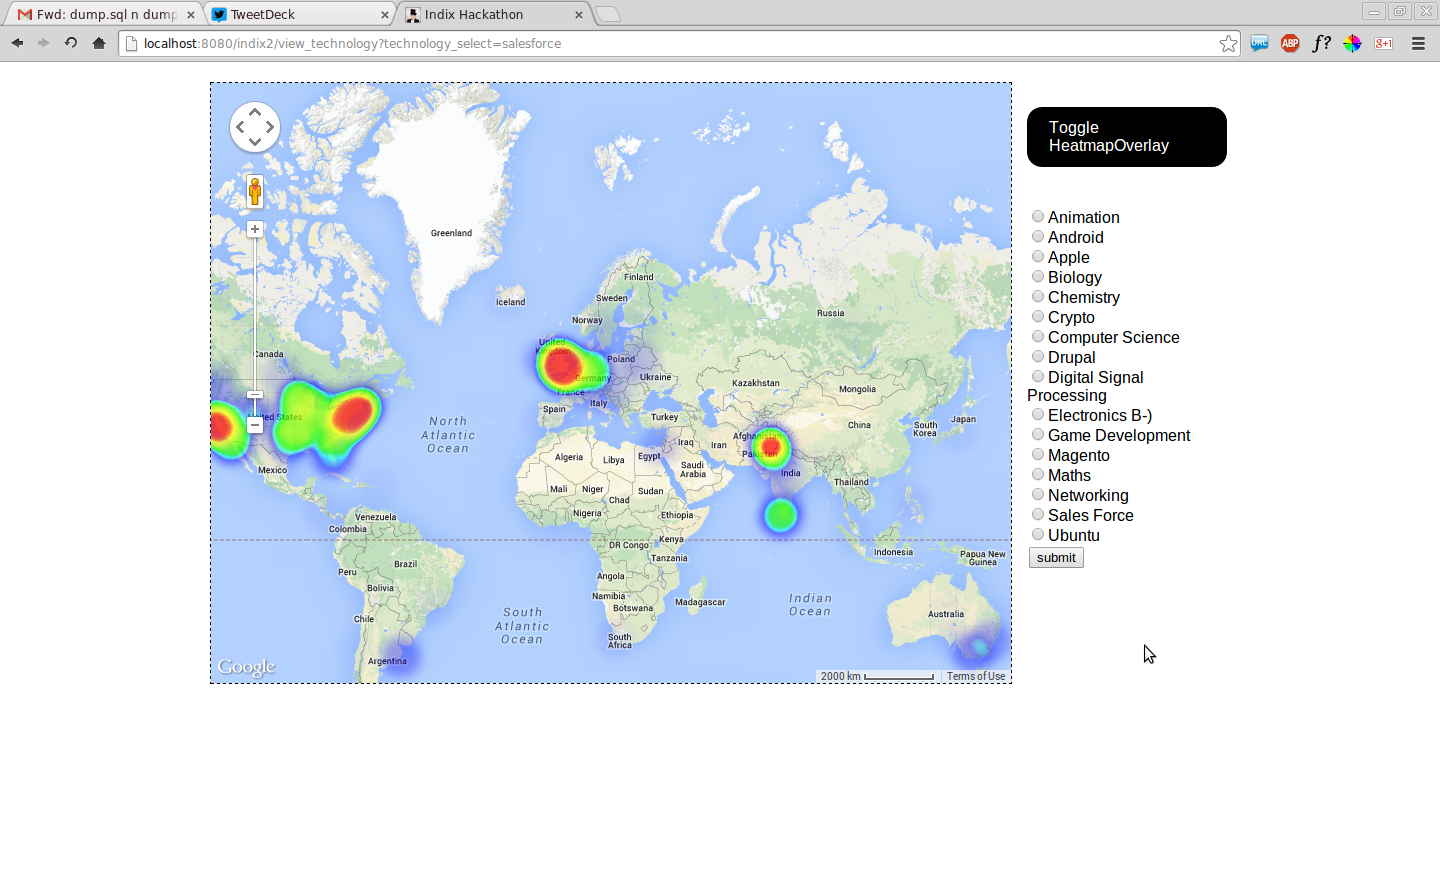 Fwd: dump.sql n dump
TweetDeck
Indix Hackathon
localhost:8080/indix2/view_technology?technology_select=salesforce
URL
ABP
f?
g+1
Toggle
HeatmapOverlay
Animation
Android
Apple
Biology
Chemistry
Crypto
Computer Science
Drupal
Digital Signal
Processing
Electronics B-)
Game Development
Magento
Maths
Networking
Sales Force
Ubuntu
submit
Greenland
Iceland
Finland
Sweden
Norway
Russia
United
Kingdom
Poland
Germany
Ukraine
France
Kazakhstan
Mongolia
Canada
United States
Italy
Spain
Turkey
China
South
Korea
Japan
North
Atlantic
Ocean
Afghanistan
Iraq
Iran
Pakistan
Mexico
Algeria
Libya
Egypt
Saudi
Arabia
India
Thailand
Mali
Niger
Chad
Sudan
Nigeria
Ethiopia
Venezuela
Colombia
DR Congo
Kenya
Tanzania
Indonesia
Papua New
Guinea
Peru
Brazil
Bolivia
Angola
Namibia
Botswana
Madagascar
Chile
South
Atlantic
Ocean
Indian
Ocean
Australia
South
Africa
Argentina
Google
2000 km
Terms of Use